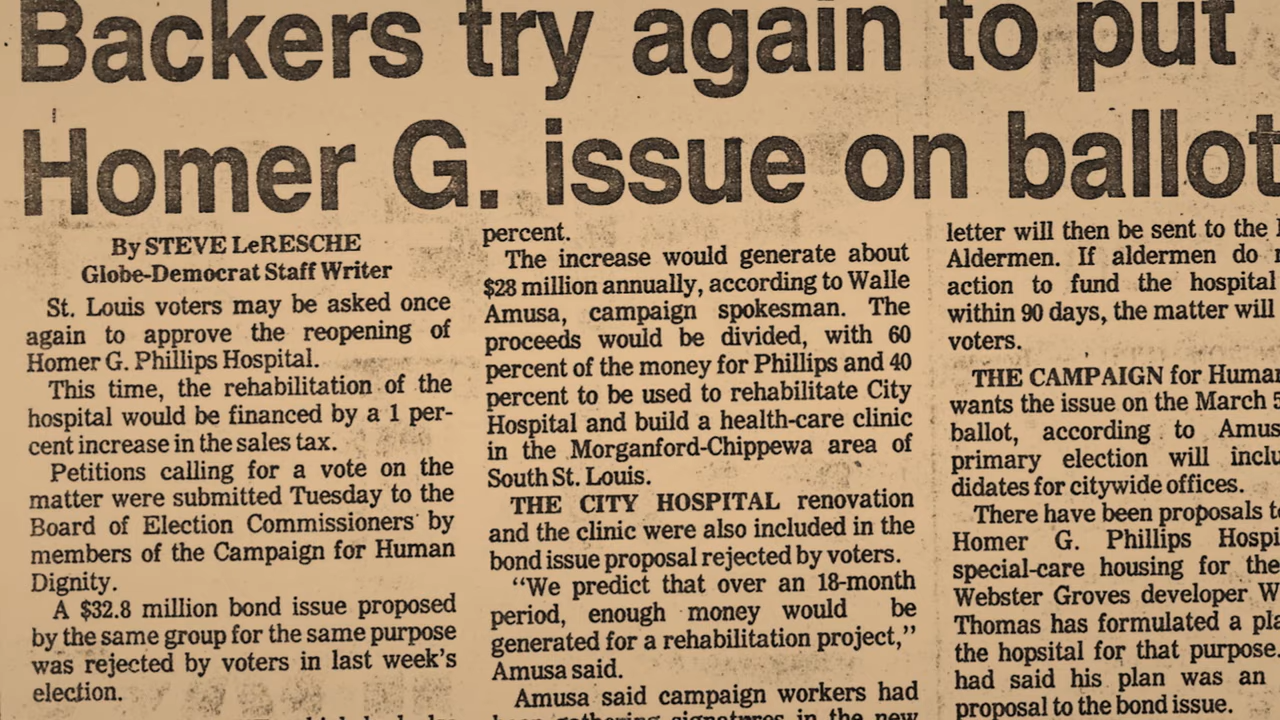 Backers try again to put
Homer G. issue on ballot
By STEVE LeRESCHE
Globe-Democrat Staff Writer
St. Louis voters may be asked once
again to approve the reopening of
Homer G. Phillips Hospital.
This time, the rehabilitation of the
hospital would be financed by a 1 per-
cent increase in the sales tax.
Petitions calling for a vote on the
matter were submitted Tuesday to the
Board of Election Commissioners by
members of the Campaign for Human
Dignity.
A $32.8 million bond issue proposed
by the same group for the same purpose
was rejected by voters in last week's
election.
percent.
The increase would generate about
$28 million annually, according to Walle
Amusa, campaign spokesman. The
proceeds would be divided, with 60
percent of the money for Phillips and 40
percent to be used to rehabilitate City
Hospital and build a health-care clinic
in the Morganford-Chippewa area of
South St. Louis.
THE CITY HOSPITAL renovation
and the clinic were also included in the
bond issue proposal rejected by voters.
"We predict that over an 18-month
period, enough money would be
generated for a rehabilitation project,"
Amusa said.
Amusa said campaign workers had
been gathering signatures in the new
letter will then be sent to the
Aldermen. If aldermen do
action to fund the hospital
within 90 days, the matter will
voters.
THE CAMPAIGN for Human
wants the issue on the March 5
ballot, according to Amus
primary election will inclu
didates for citywide offices.
There have been proposals to
Homer G. Phillips Hospi
special-care housing for the
Webster Groves developer W
Thomas has formulated a pla
the hopsital for that purpose.
had said his plan was an
proposal to the bond issue.